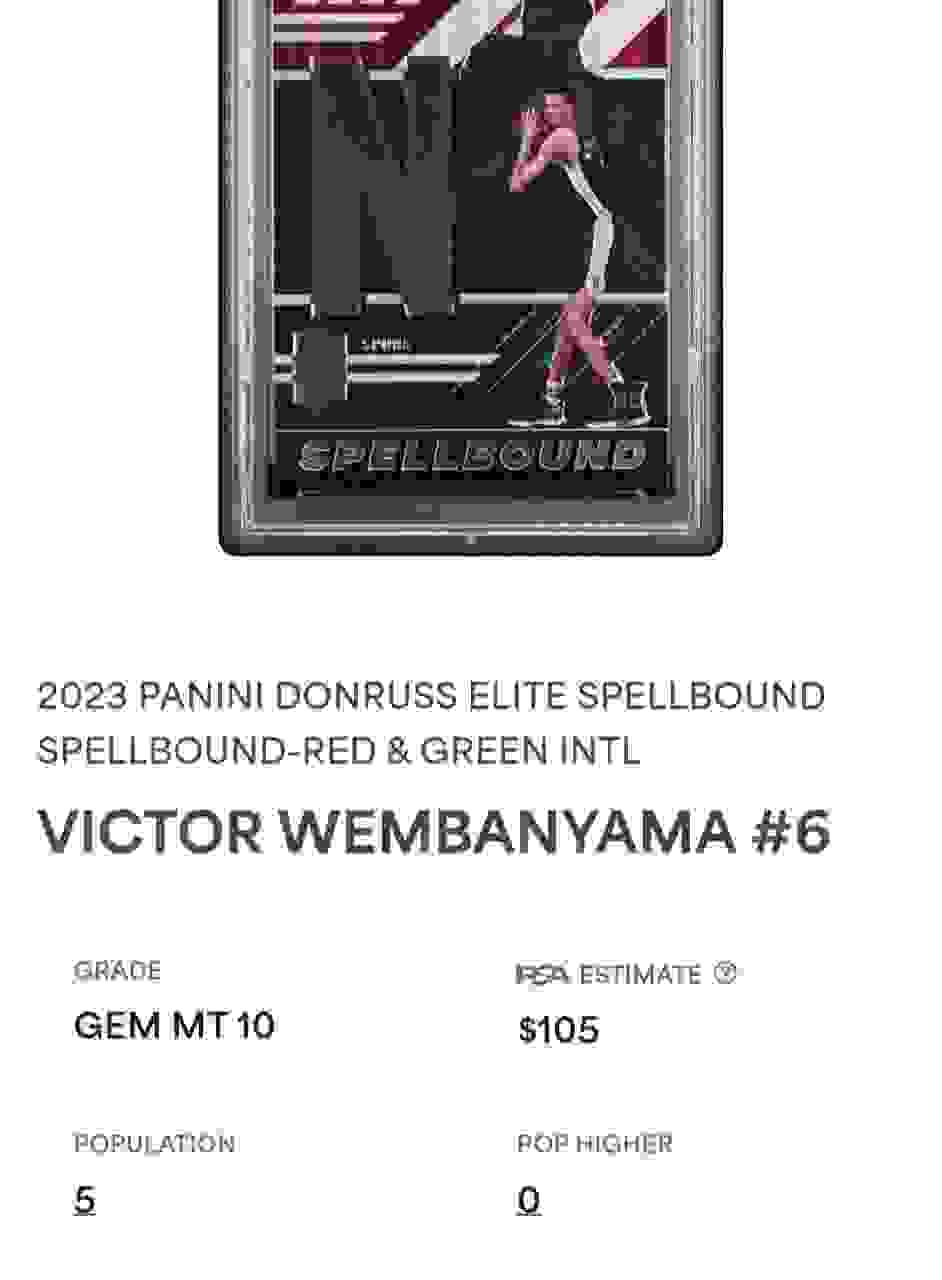 N
SPURS
SPELLBOUND
2023 PANINI DONRUSS ELITE SPELLBOUND
SPELLBOUND-RED & GREEN INTL
VICTOR WEMBANYAMA #6
GRADE
PSA ESTIMATE ?
GEM MT 10
$105
POPULATION
POP HIGHER
5
0